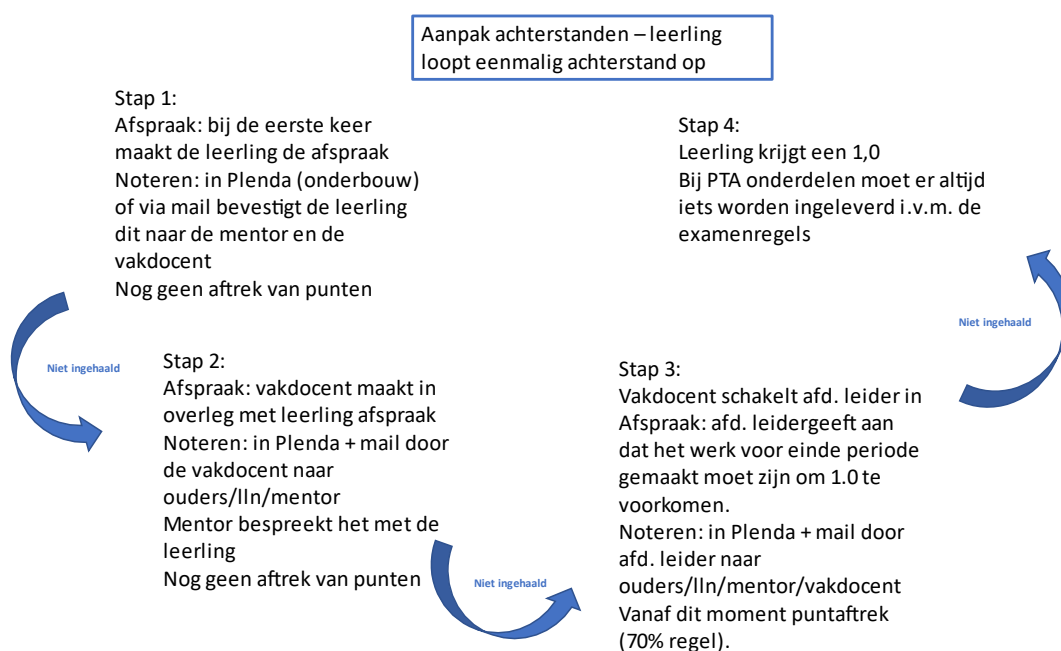 Aanpak achterstanden – leerling
loopt eenmalig achterstand op
Stap 1:
Afspraak: bij de eerste keer
maakt de leerling de afspraak
Noteren: in Plenda (onderbouw)
of via mail bevestigt de leerling
dit naar de mentor en de
vakdocent
Nog geen aftrek van punten
Niet ingehaald
Stap 2:
Afspraak: vakdocent maakt in
overleg met leerling afspraak
Noteren: in Plenda + mail door
de vakdocent naar
ouders/lln/mentor
Mentor bespreekt het met de
leerling
Nog geen aftrek van punten
Niet ingehaald
Stap 3:
Vakdocent schakelt afd. leider in
Afspraak: afd. leidergeeft aan
dat het werk voor einde periode
gemaakt moet zijn om 1.0 te
voorkomen.
Noteren: in Plenda + mail door
afd. leider naar
ouders/lln/mentor/vakdocent
Vanaf dit moment puntaftrek
(70% regel).
Niet ingehaald
Stap 4:
Leerling krijgt een 1,0
Bij PTA onderdelen moet er altijd
iets worden ingeleverd i.v.m. de
examenregels